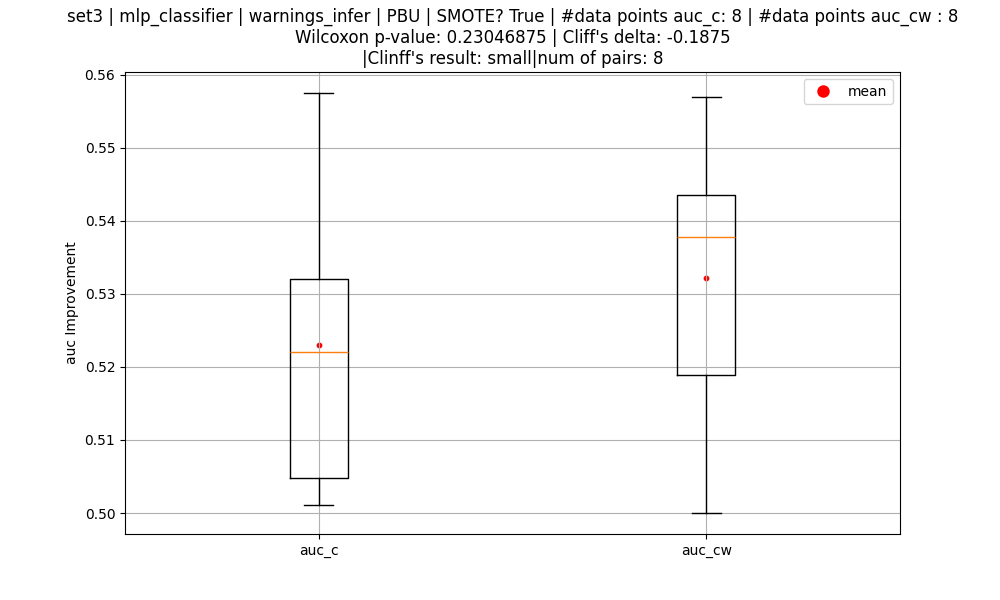 set3 | mlp_classifier | warnings_infer | PBU | SMOTE? True | #data points auc_c: 8 | #data points auc_cw : 8
Wilcoxon p-value: 0.23046875 | Cliff's delta: -0.1875
|Clinff's result: small|num of pairs: 8
mean
auc Improvement
0.56
0.55
0.54
0.53
0.52
0.51
0.50
auc_c
auc_cw